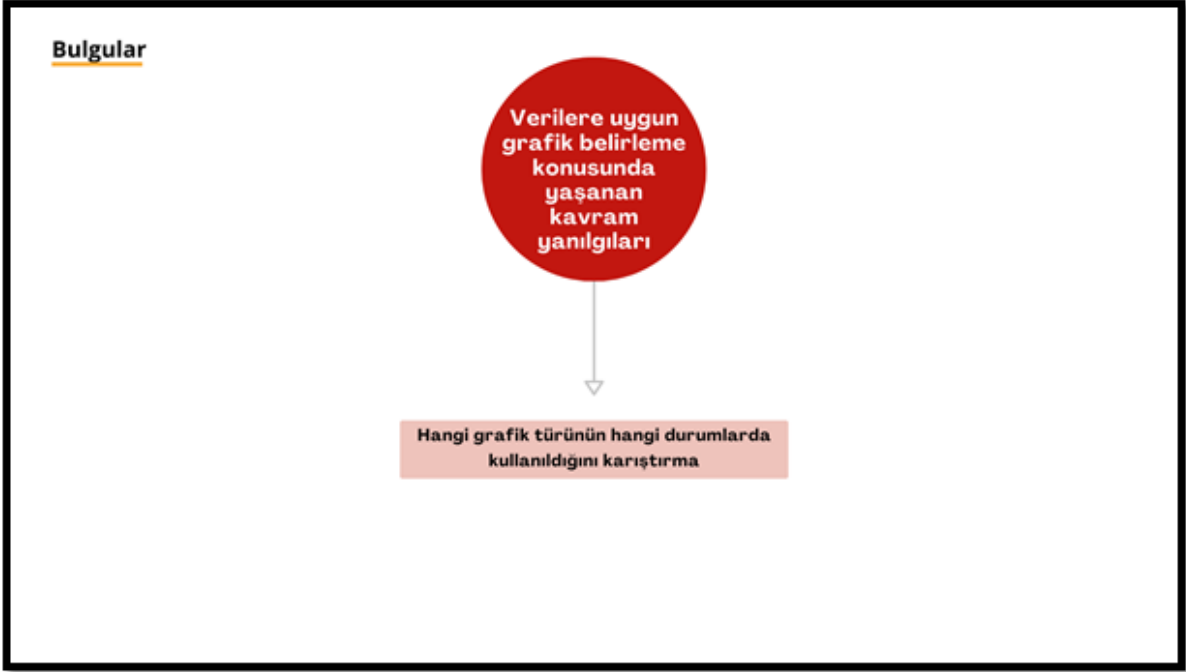 Bulgular
Verilere uygun
grafik belirleme
konusunda
yaşanan
kavram
yanılgıları
Hangi grafik türünün hangi durumlarda
kullanıldığını karıştırma